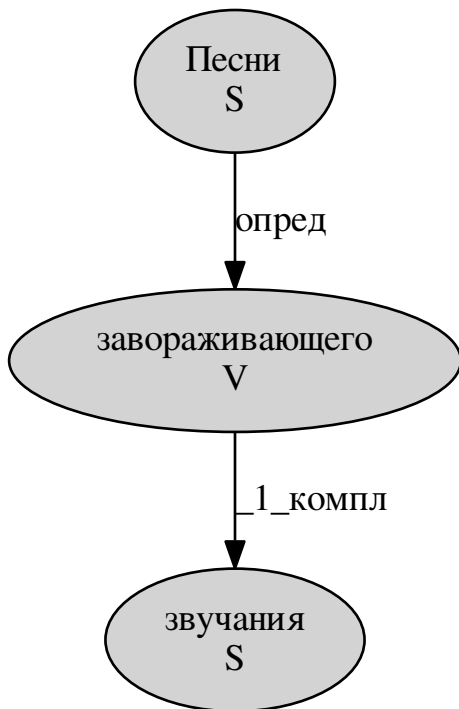 Песни
S
опред
завораживающего
V
_1_компл
звучания
S